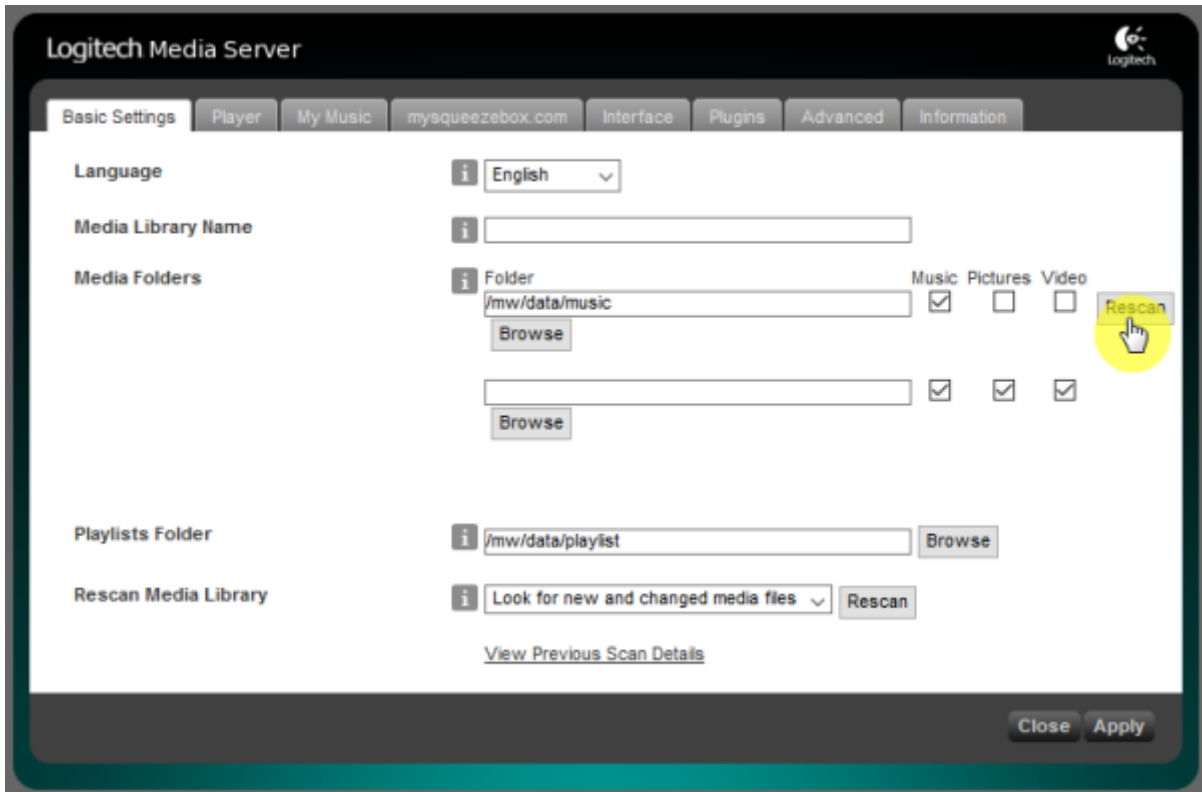 Logitech Media Server
Logitech
Basic Settings Player My Music mysqueezebox.com Interface Plugins Advanced Information
Language i English
Media Library Name i
Media Folders i Folder Music Pictures Video
/mw/data/music Rescan
Browse
Browse
Playlists Folder i /mw/data/playlist Browse
Rescan Media Library i Look for new and changed media files Rescan
View Previous Scan Details
Close Apply